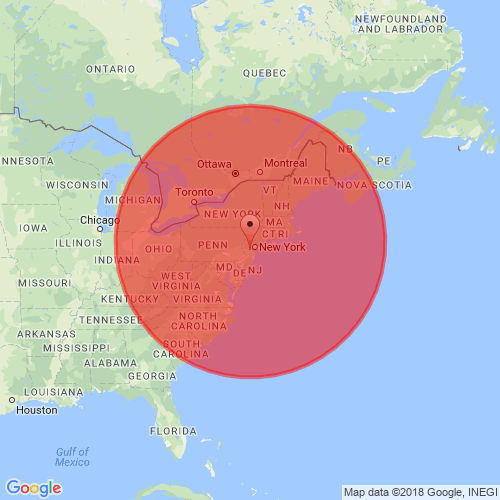 NEWFOUNDLAND
AND LABRADOR
ONTARIO
QUEBEC
NB
PE
MINNESOTA
Ottawa
Montreal
WISCONSIN
MAINE
NOVA SCOTIA
VT
MICHIGAN
Toronto
NH
NEW YORK
MA
Chicago
CT RI
ILLINOIS
OHIO
PENN
New York
INDIANA
MD
DE
NJ
MISSOURI
WEST
VIRGINIA
KENTUCKY
VIRGINIA
TENNESSEE
NORTH
CAROLINA
ARKANSAS
MISSISSIPPI
SOUTH
CAROLINA
ALABAMA
GEORGIA
LOUISIANA
Houston
FLORIDA
Gulf of
Mexico
Google
Map data ©2018 Google, INEGI